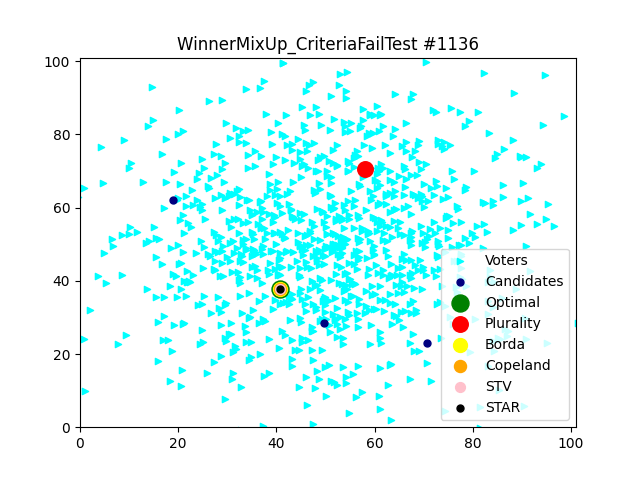 WinnerMixUp_CriteriaFailTest #1136
100
80
60
40
20
0
0 20 40 60 80 100
Voters
Candidates
Optimal
Plurality
Borda
Copeland
STV
STAR